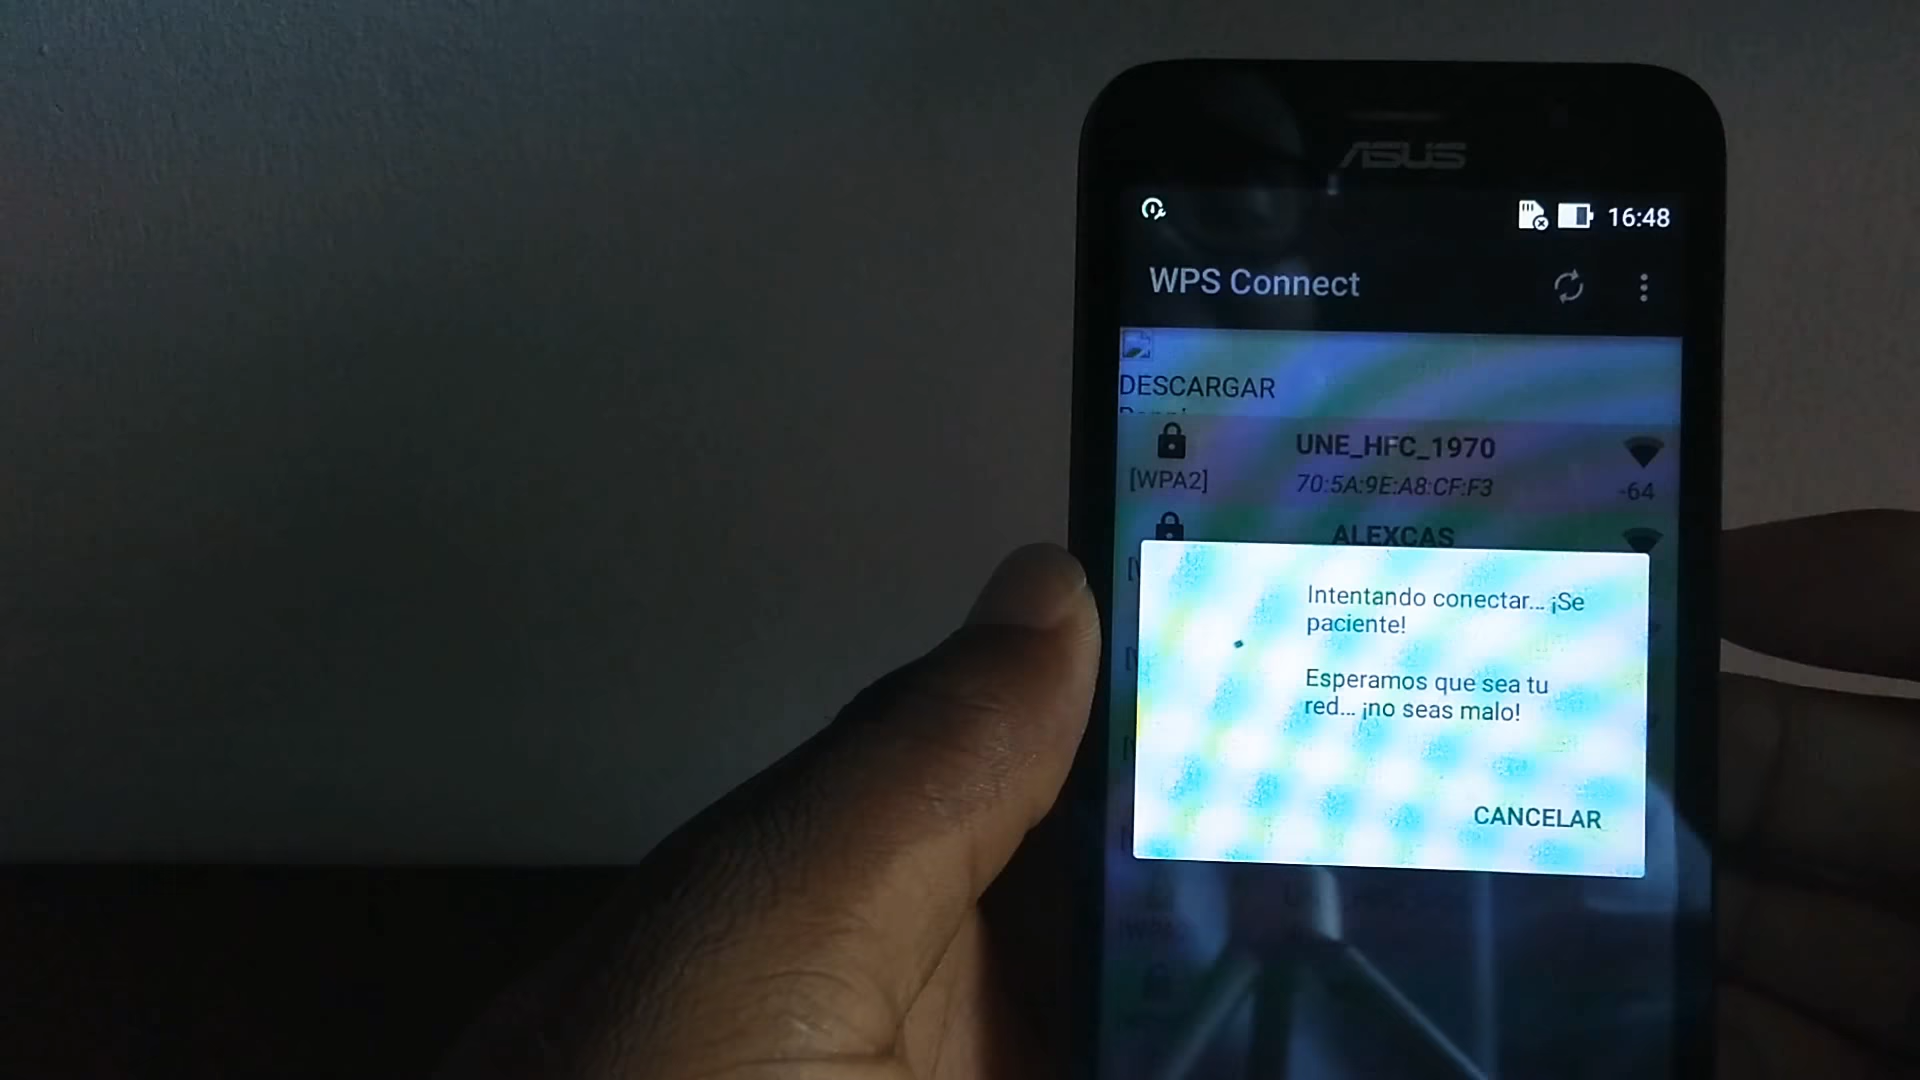 ASUS
16:48
WPS Connect
DESCARGAR
UNE_HFC_1970
[WPA2]
70:5A:9E:A8:CF:F3
-64
ALEXCAS
Intentando conectar... ¡Se
paciente!
Esperamos que sea tu
red... ¡no seas malo!
CANCELAR